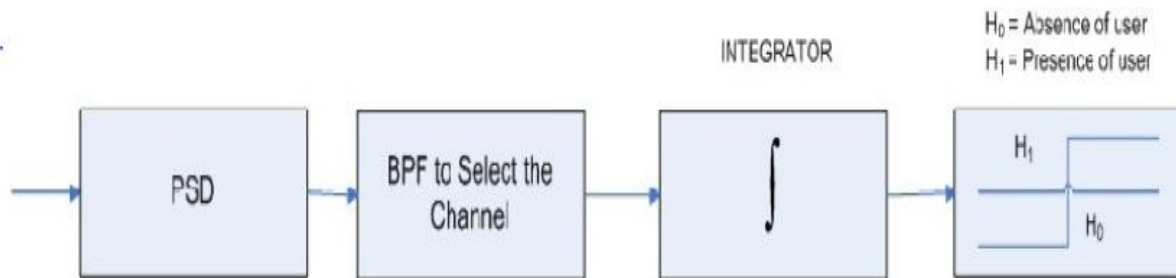 H₀ = Absence of user
H₁ = Presence of user
INTEGRATOR
PSD
BPF to Select the
Channel
∫
H₁
H₀